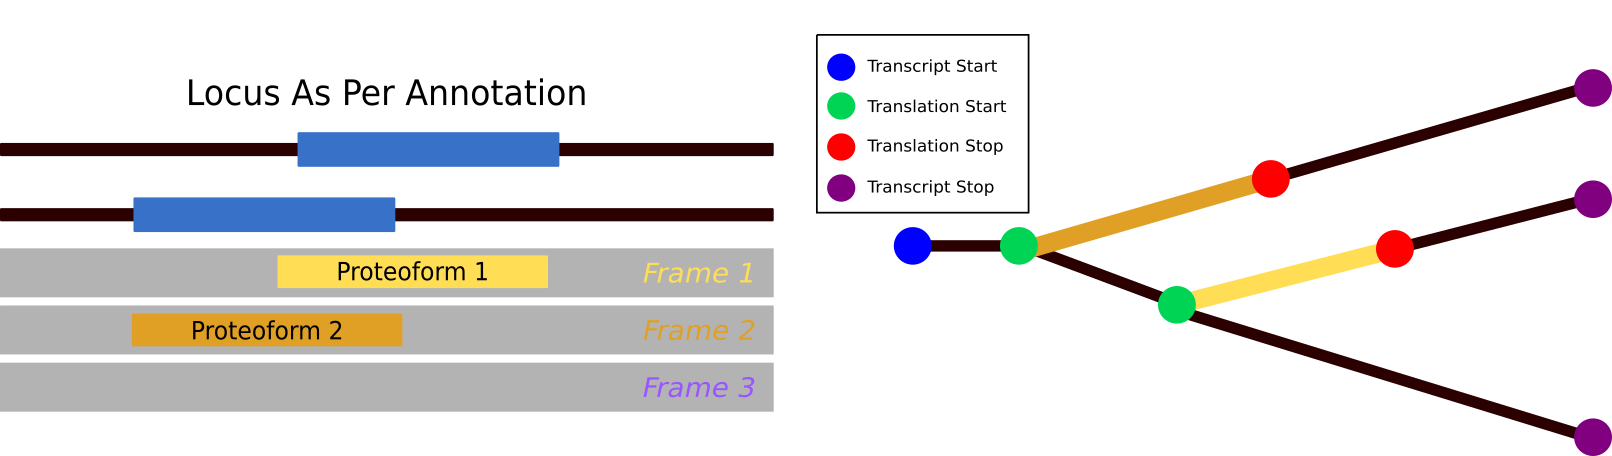 Locus As Per Annotation
Proteoform 1
Frame 1
Proteoform 2
Frame 2
Frame 3
Transcript Start
Translation Start
Translation Stop
Transcript Stop